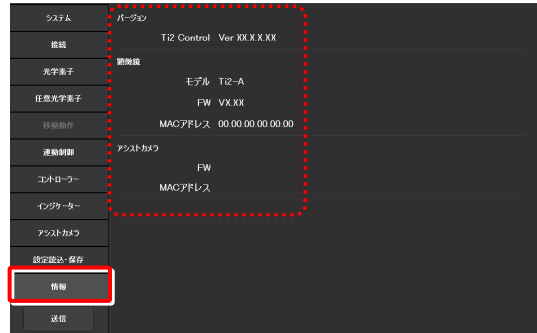 システム
接続
光学素子
任意光学素子
移動動作
連動制御
コントローラー
インジケーター
アシストカメラ
設定読込・保存
情報
送信
バージョン
Ti2 Control Ver XX.X.X.XX
顕微鏡
モデル Ti2-A
FW VX.XX
MACアドレス 00.00.00.00.00.00
アシストカメラ
FW
MACアドレス